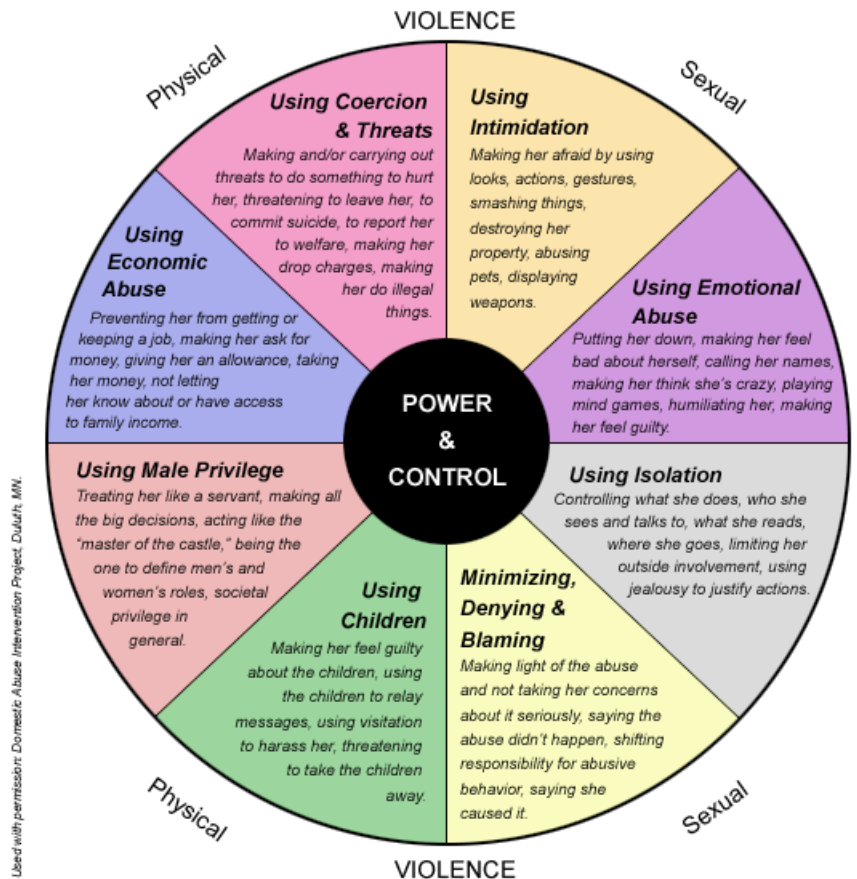 VIOLENCE
Physical
Sexual
Using Coercion
& Threats
Making and/or carrying out
threats to do something to hurt
her, threatening to leave her, to
commit suicide, to report her
to welfare, making her
drop charges, making
her do illegal
things.
Using
Intimidation
Making her afraid by using
looks, actions, gestures,
smashing things,
destroying her
property, abusing
pets, displaying
weapons.
Using
Economic
Abuse
Preventing her from getting or
keeping a job, making her ask for
money, giving her an allowance, taking
her money, not letting
her know about or have access
to family income.
Using Emotional
Abuse
Putting her down, making her feel
bad about herself, calling her names,
making her think she's crazy, playing
mind games, humiliating her, making
her feel guilty.
POWER
&
CONTROL
Using Male Privilege
Treating her like a servant, making all
the big decisions, acting like the
“master of the castle,” being the
one to define men's and
women's roles, societal
privilege in
general.
Using Isolation
Controlling what she does, who she
sees and talks to, what she reads,
where she goes, limiting her
outside involvement, using
jealousy to justify actions.
Using
Children
Making her feel guilty
about the children, using
the children to relay
messages, using visitation
to harass her, threatening
to take the children
away.
Minimizing,
Denying &
Blaming
Making light of the abuse
and not taking her concerns
about it seriously, saying the
abuse didn't happen, shifting
responsibility for abusive
behavior, saying she
caused it.
Physical
Sexual
VIOLENCE
Used with permission: Domestic Abuse Intervention Project, Duluth, MN.